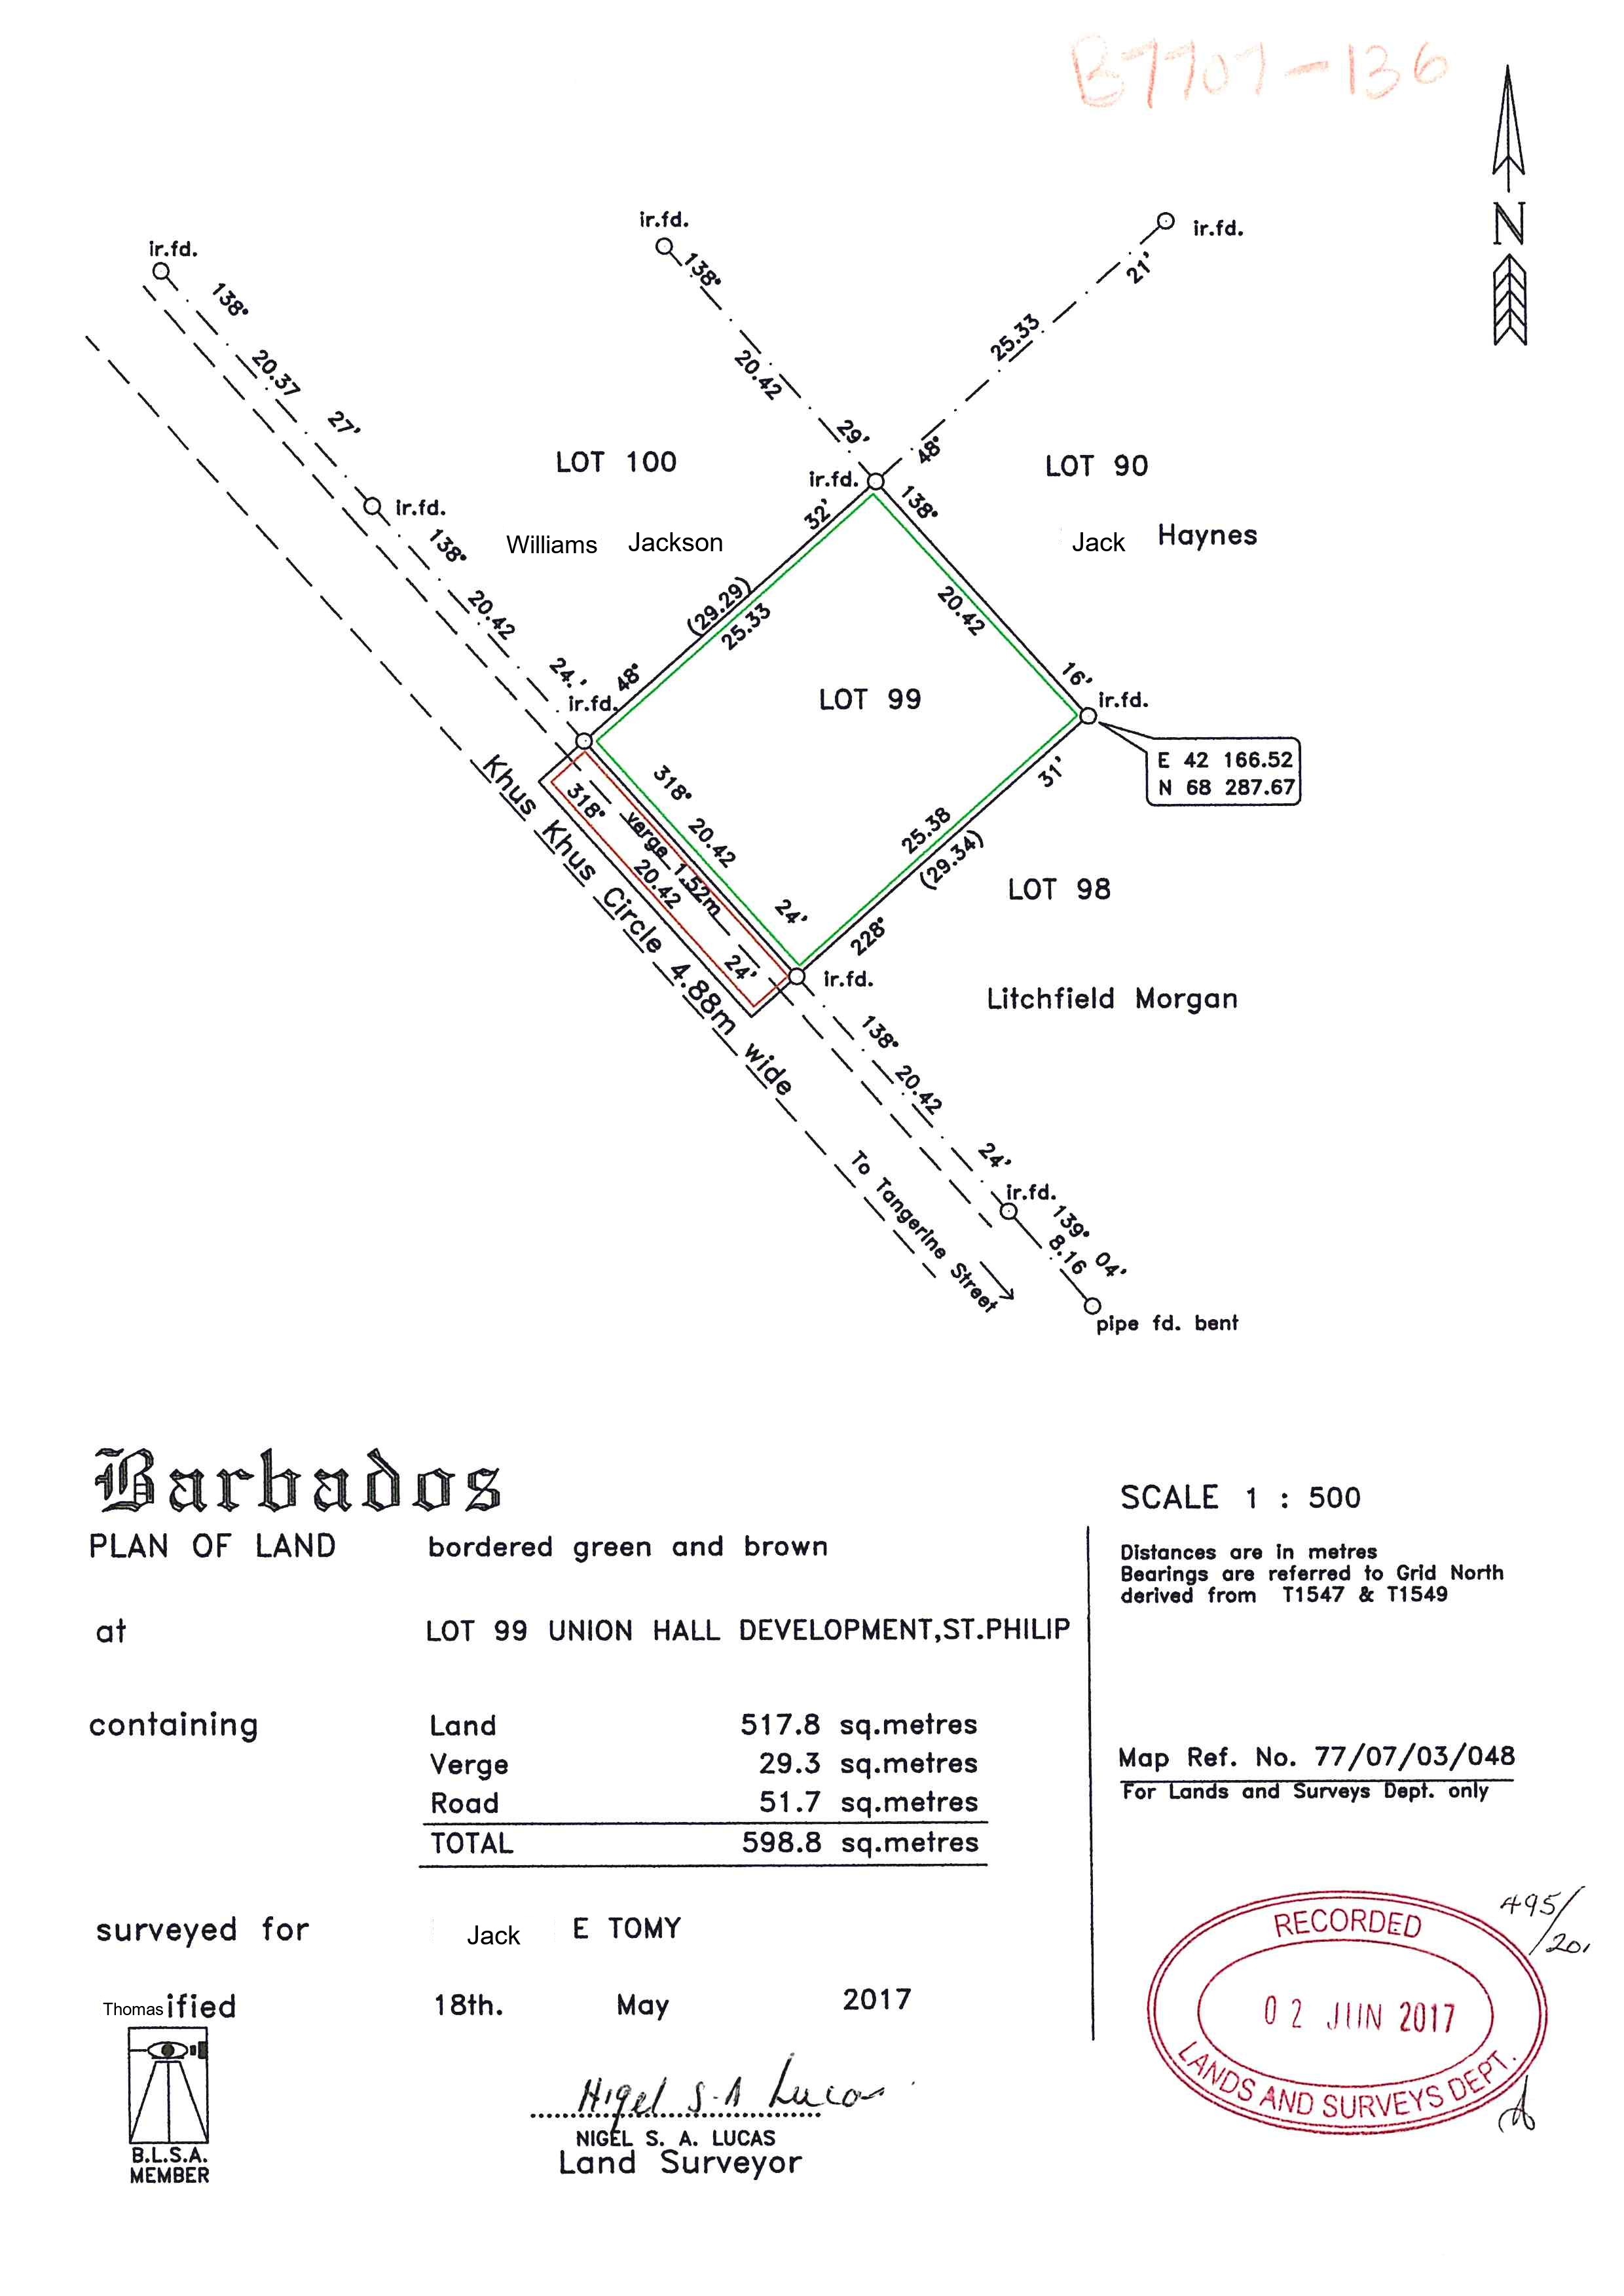 B7707-136
N
ir.fd.
ir.fd.
ir.fd.
138°
20.37
27'
138°
20.42
29'
21'
25.33
48°
LOT 100
LOT 90
ir.fd.
ir.fd.
Williams Jackson
Jack Haynes
138°
20.42
24.'
ir.fd.
32'
(29.29)
25.33
48°
138°
20.42
16'
LOT 99
ir.fd.
E 42 166.52
N 68 287.67
31'
25.38
(29.34)
228°
318°
20.42
24'
318°
verge 1.52m
20.42
24'
LOT 98
ir.fd.
Litchfield Morgan
Khus Khus Circle 4.88m wide
138°
20.42
24'
To Tangerine Street
ir.fd.
139° 04'
8.16
pipe fd. bent
Barbados
SCALE 1 : 500
PLAN OF LAND bordered green and brown
Distances are in metres
Bearings are referred to Grid North
derived from T1547 & T1549
at LOT 99 UNION HALL DEVELOPMENT,ST.PHILIP
containing Land 517.8 sq.metres
Verge 29.3 sq.metres
Road 51.7 sq.metres
TOTAL 598.8 sq.metres
Map Ref. No. 77/07/03/048
For Lands and Surveys Dept. only
surveyed for Jack E TOMY
Thomasified 18th. May 2017
495/201
RECORDED
02 JUN 2017
LANDS AND SURVEYS DEPT.
Nigel S.A Lucas
NIGEL S. A. LUCAS
Land Surveyor
B.L.S.A.
MEMBER